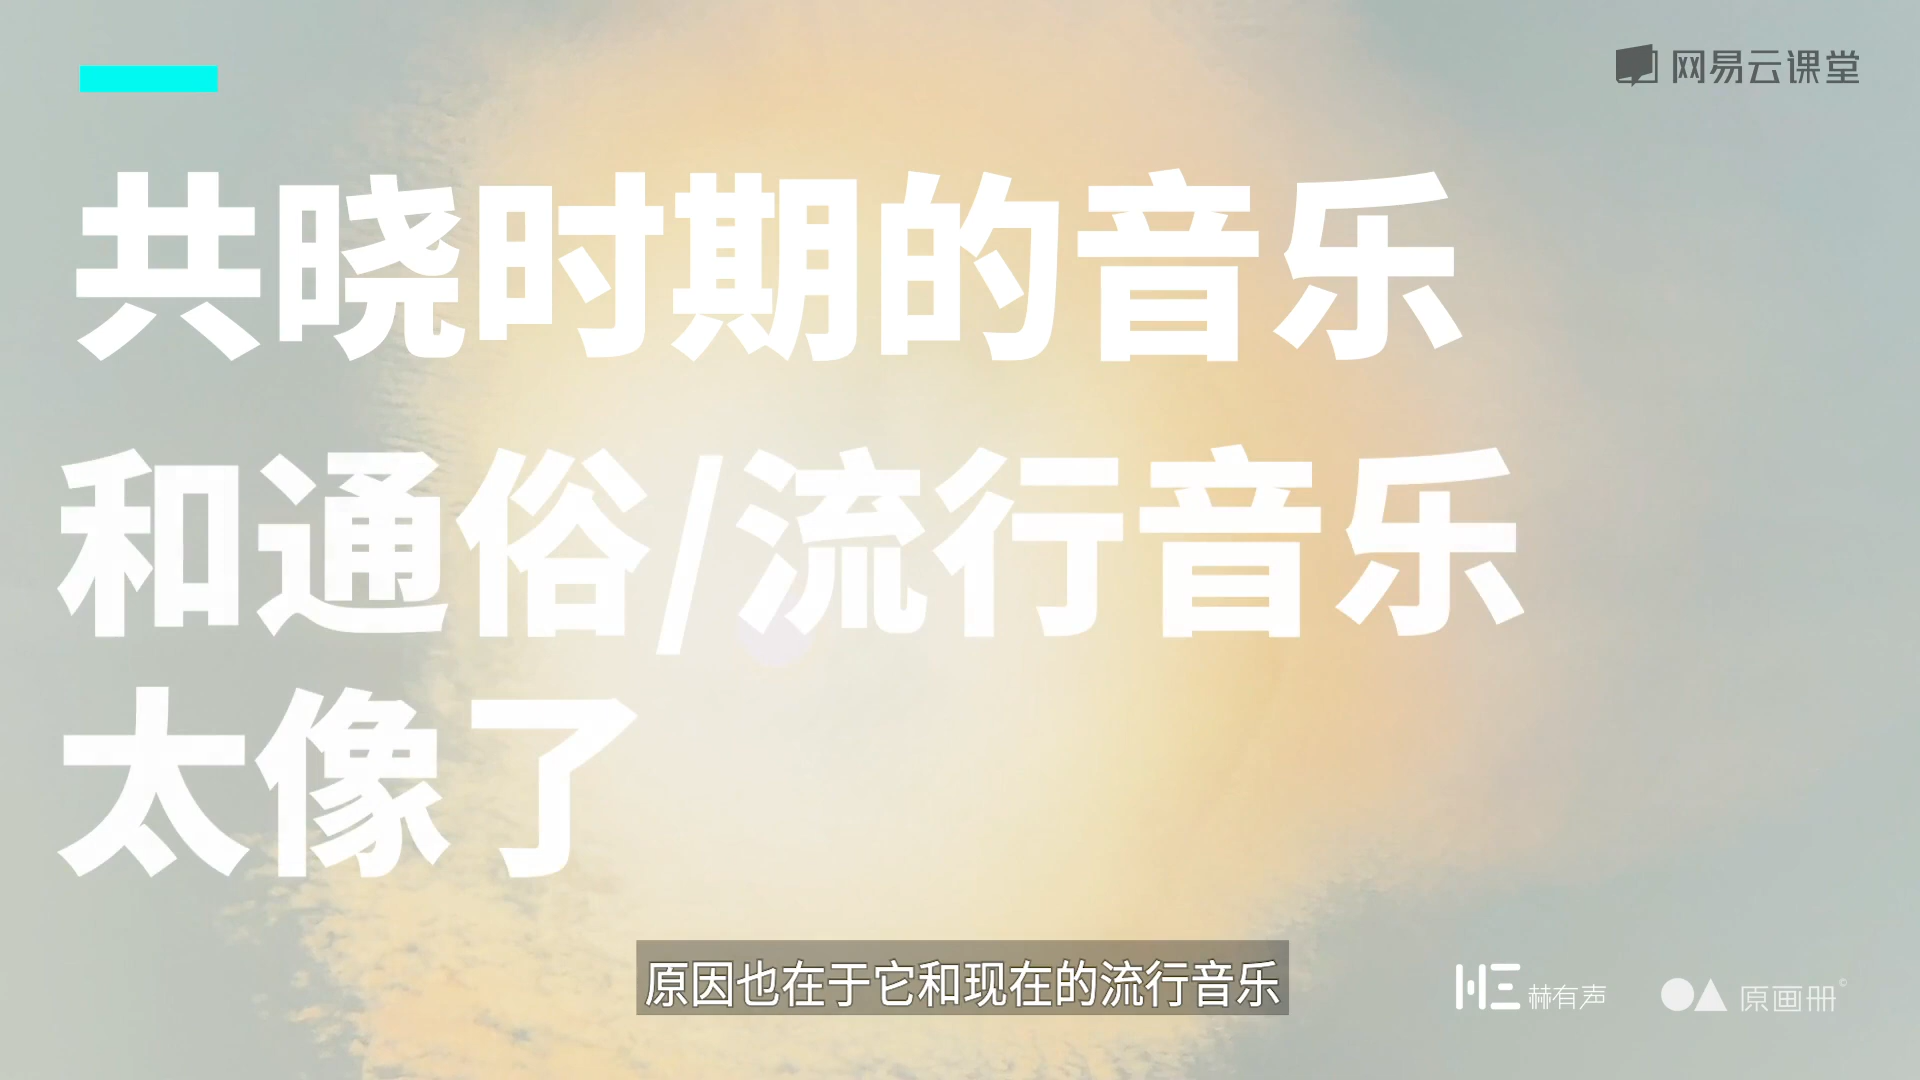 网易云课堂
共晓时期的音乐
和通俗/流行音乐
太像了
原因也在于它和现在的流行音乐
HE 赫有声
原画册©